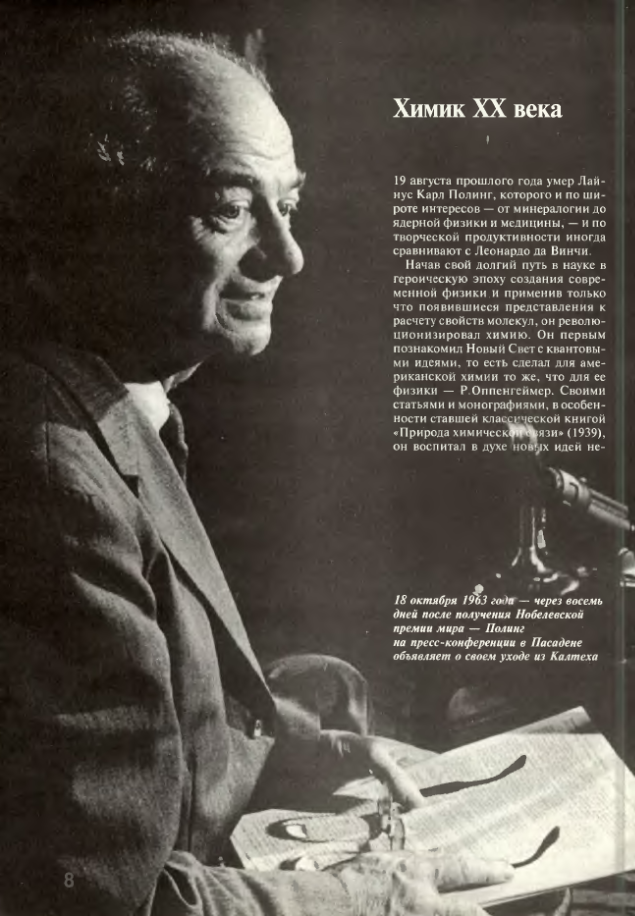 Химик XX века
19 августа прошлого года умер Лай-
нус Карл Полинг, которого и по ши-
роте интересов — от минералогии до
ядерной физики и медицины, — и по
творческой продуктивности иногда
сравнивают с Леонардо да Винчи.
Начав свой долгий путь в науке в
героическую эпоху создания совре-
менной физики и применив только
что появившиеся представления к
расчету свойств молекул, он револю-
ционизировал химию. Он первым
познакомил Новый Свет с квантовы-
ми идеями, то есть сделал для аме-
риканской химии то же, что для ее
физики — Р.Оппенгеймер. Своими
статьями и монографиями, в особен-
ности ставшей классической книгой
«Природа химической связи» (1939),
он воспитал в духе новых идей не-
18 октября 1963 года — через восемь
дней после получения Нобелевской
премии мира — Полинг
на пресс-конференции в Пасадене
объявляет о своем уходе из Калтеха
8